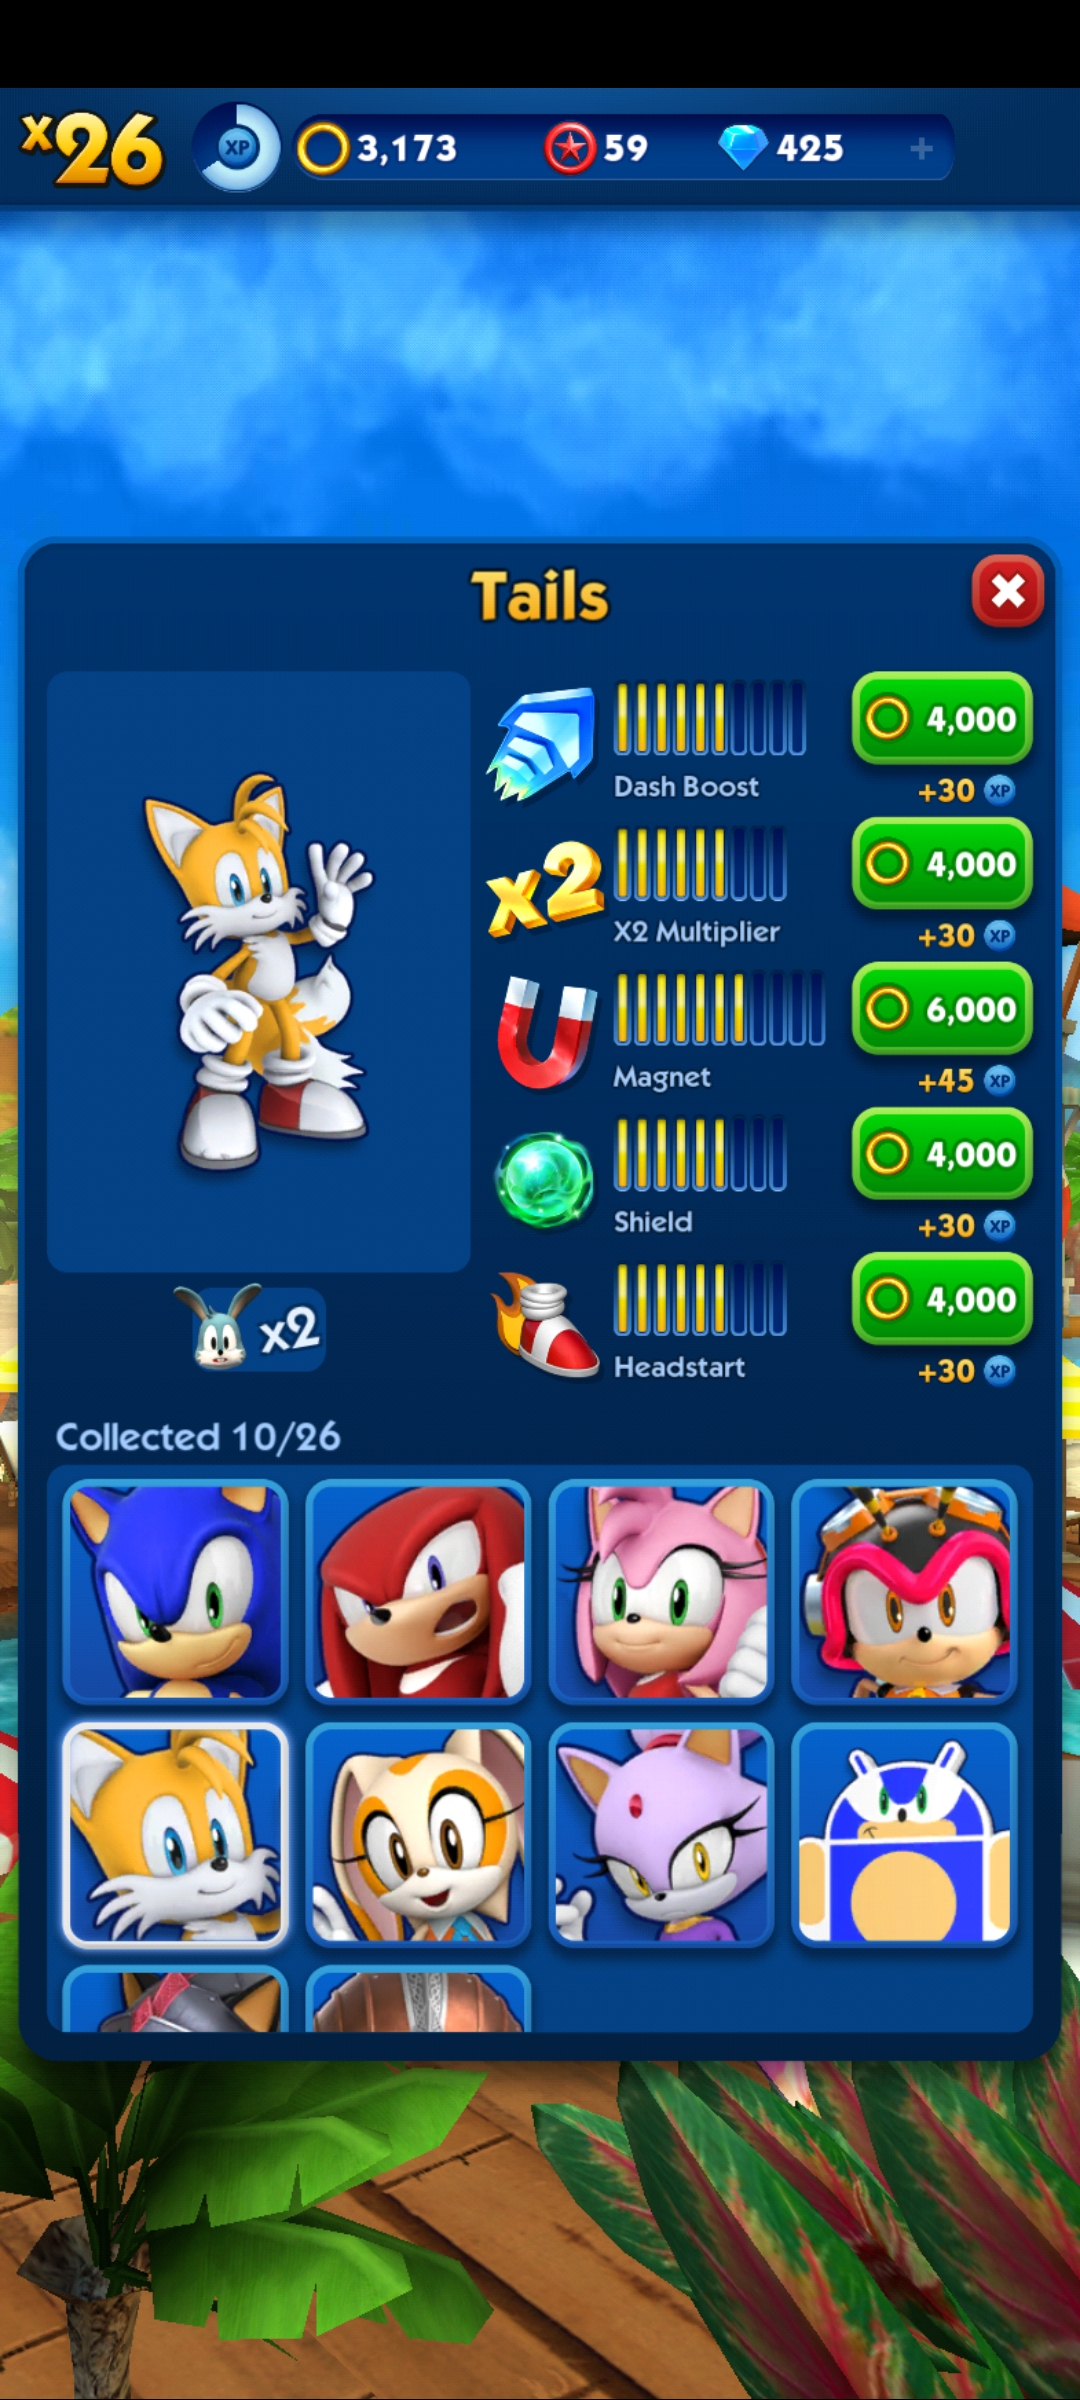 x26
XP
3,173
59
425
+
Tails
4,000
Dash Boost
+30 XP
x2
4,000
X2 Multiplier
+30 XP
6,000
Magnet
+45 XP
4,000
Shield
+30 XP
4,000
Headstart
+30 XP
x2
Collected 10/26